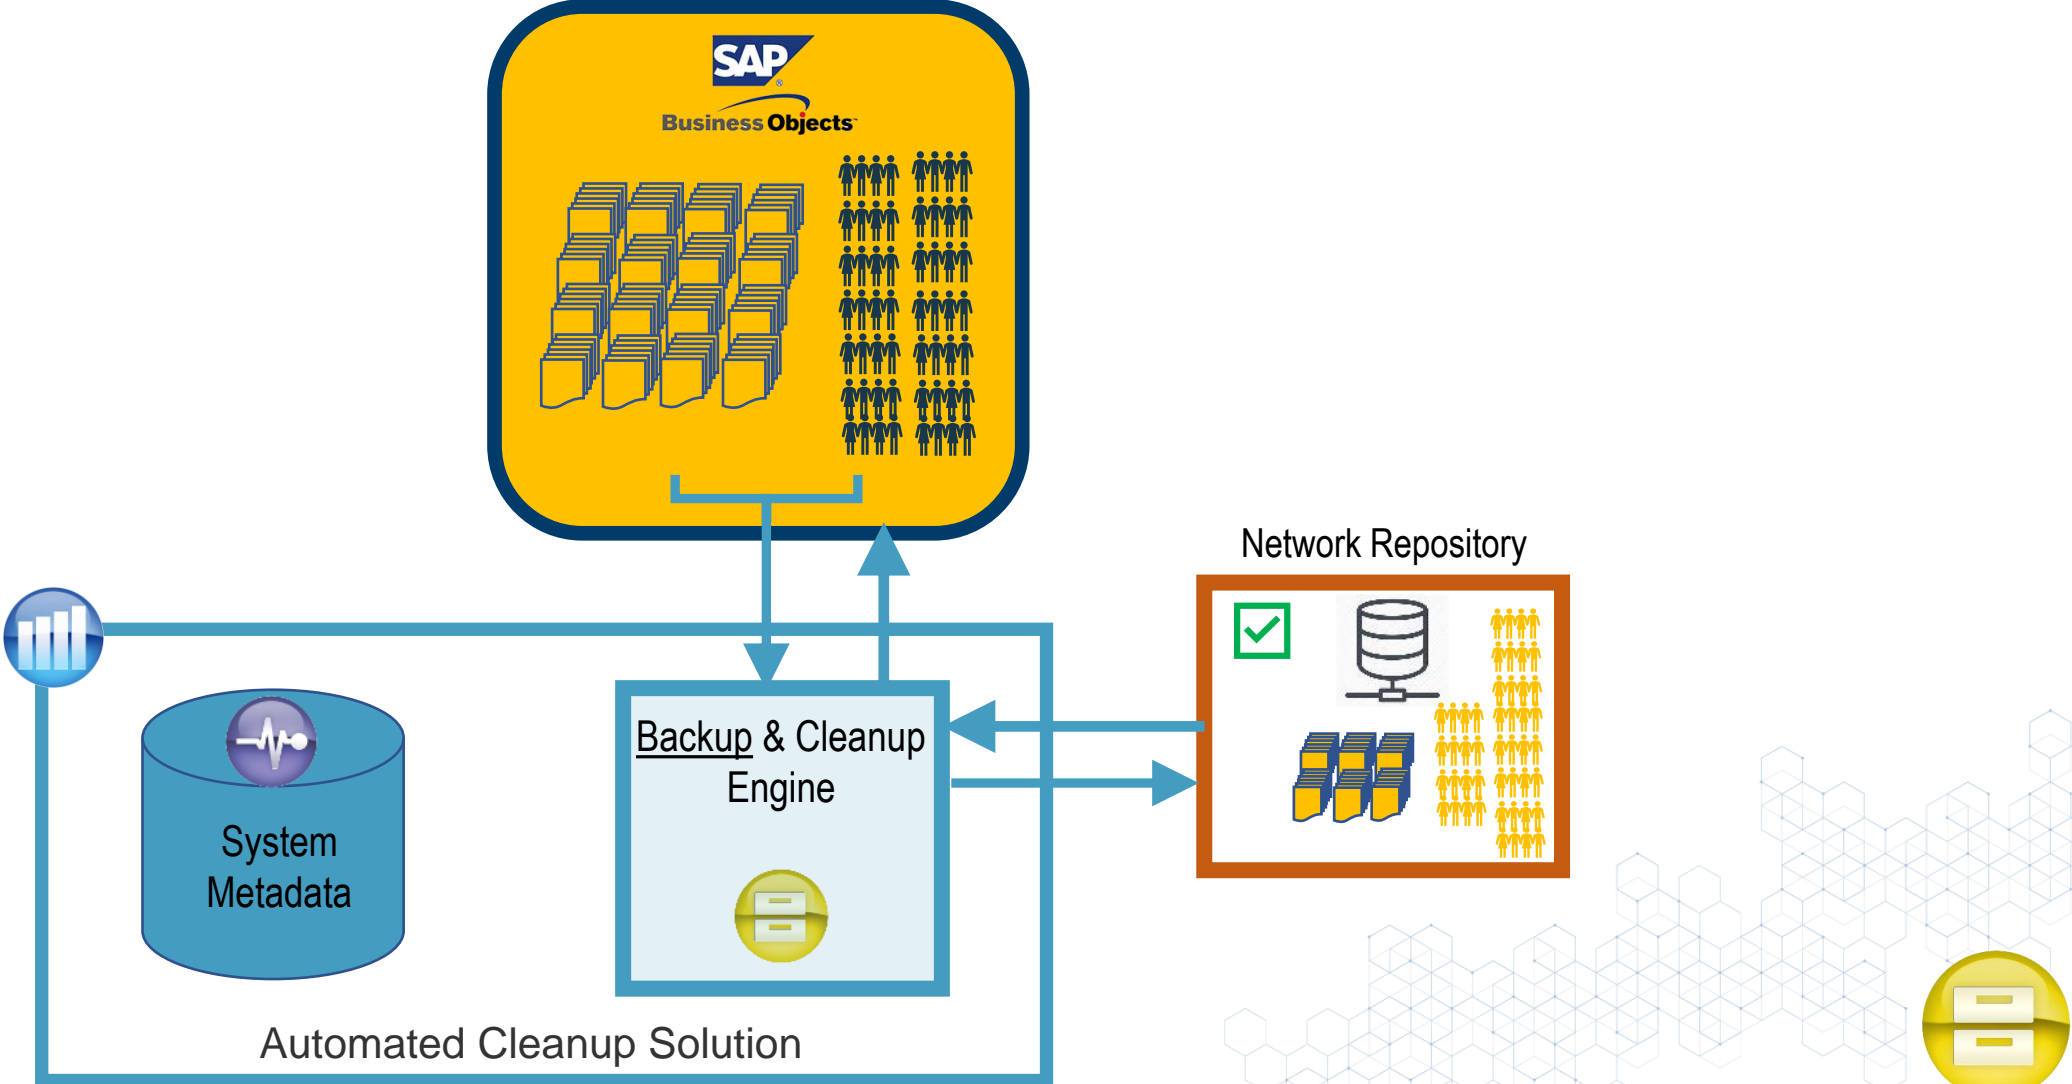 SAP
Business Objects
Network Repository
Backup & Cleanup
Engine
System
Metadata
Automated Cleanup Solution